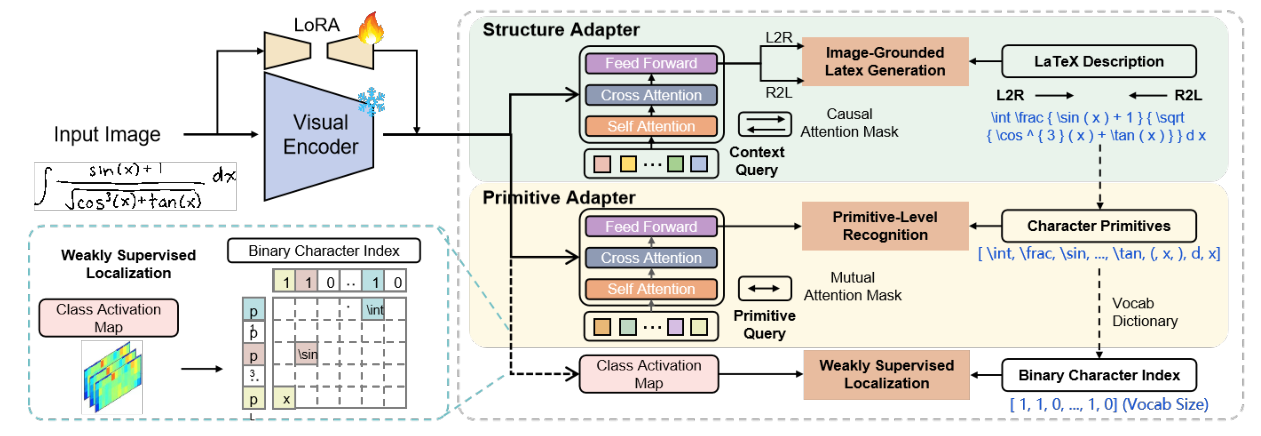 LoRA
Input Image
Visual
Encoder
sin(x)+1
√cos³(x)+tan(x)
∫ dx
Structure Adapter
Feed Forward
Cross Attention
Self Attention
L2R
R2L
Causal
Attention Mask
Context
Query
Image-Grounded
Latex Generation
LaTeX Description
L2R R2L
\int \frac { \sin ( x ) + 1 } { \sqrt
{ \cos ^ { 3 } ( x ) + \tan ( x ) } } d x
Primitive Adapter
Feed Forward
Cross Attention
Self Attention
Mutual
Attention Mask
Primitive
Query
Primitive-Level
Recognition
Character Primitives
[ \int, \frac, \sin, ..., \tan, (, x, ), d, x]
Vocab
Dictionary
Class Activation
Map
Weakly Supervised
Localization
Binary Character Index
[ 1, 1, 0, ..., 1, 0] (Vocab Size)
Weakly Supervised
Localization
Class Activation
Map
Binary Character Index
1 1 0 .. 1 0
p
1
p
p
3
p
\int
\sin
x